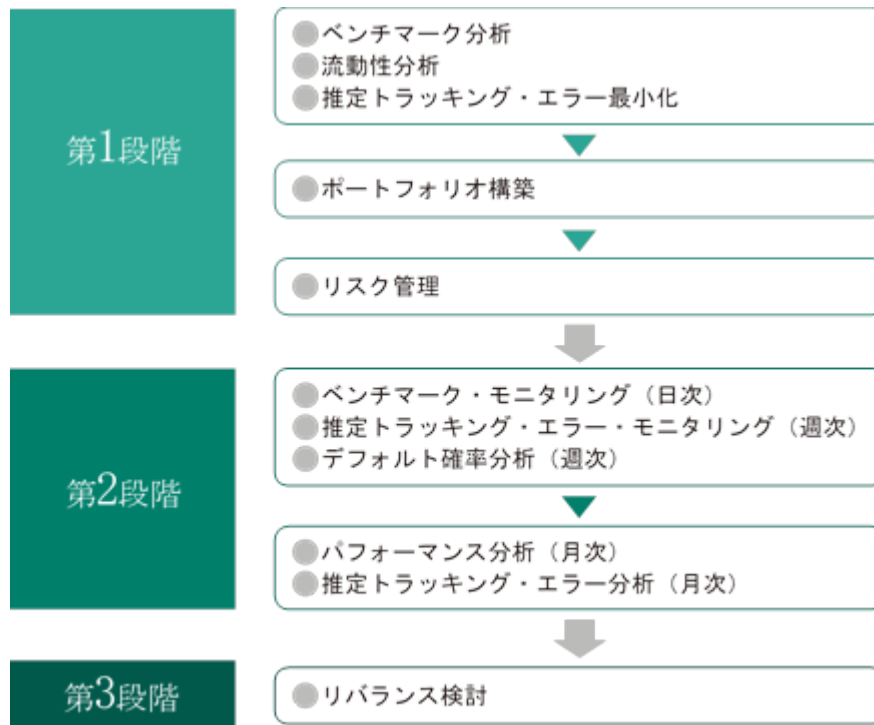 第1段階
●ベンチマーク分析
●流動性分析
●推定トラッキング・エラー最小化
●ポートフォリオ構築
●リスク管理
第2段階
●ベンチマーク・モニタリング（日次）
●推定トラッキング・エラー・モニタリング（週次）
●デフォルト確率分析（週次）
●パフォーマンス分析（月次）
●推定トラッキング・エラー分析（月次）
第3段階
●リバランス検討